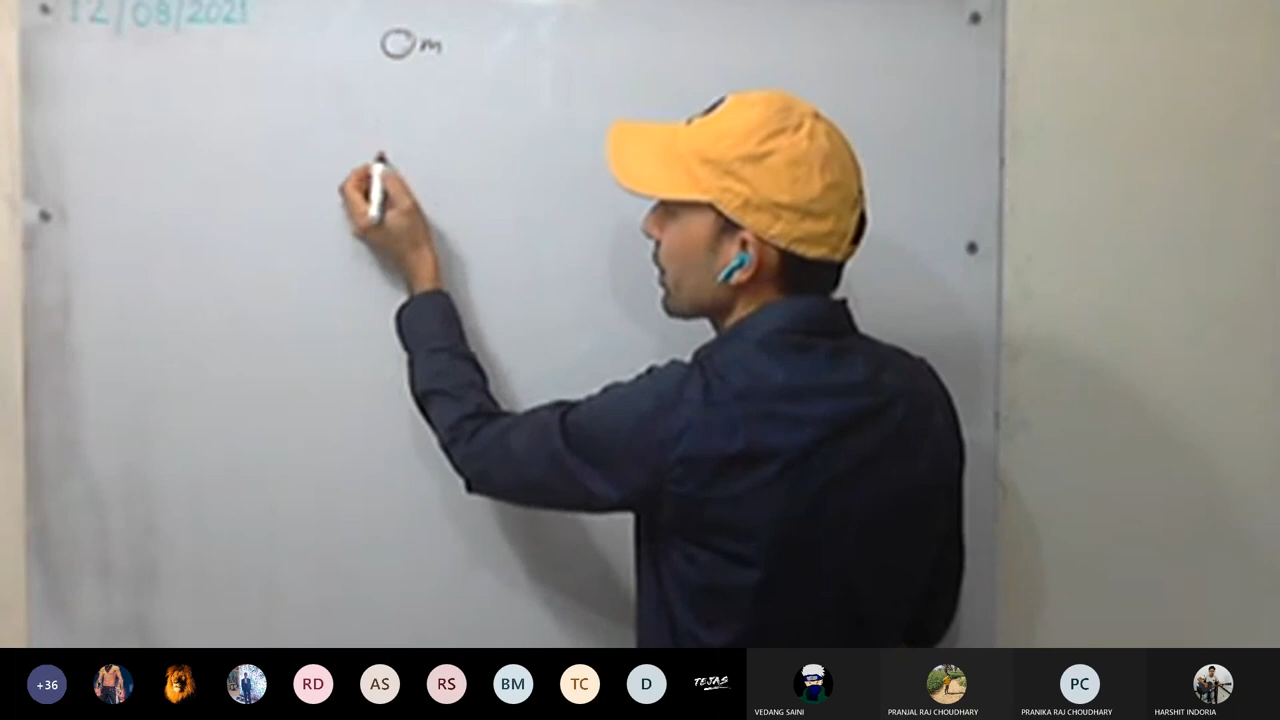 12/08/2021
Om
+36
RD
AS
RS
BM
TC
D
TEJAS
PC
VEDANG SAINI
PRANJAL RAJ CHOUDHARY
PRANIKA RAJ CHOUDHARY
HARSHIT INDORIA